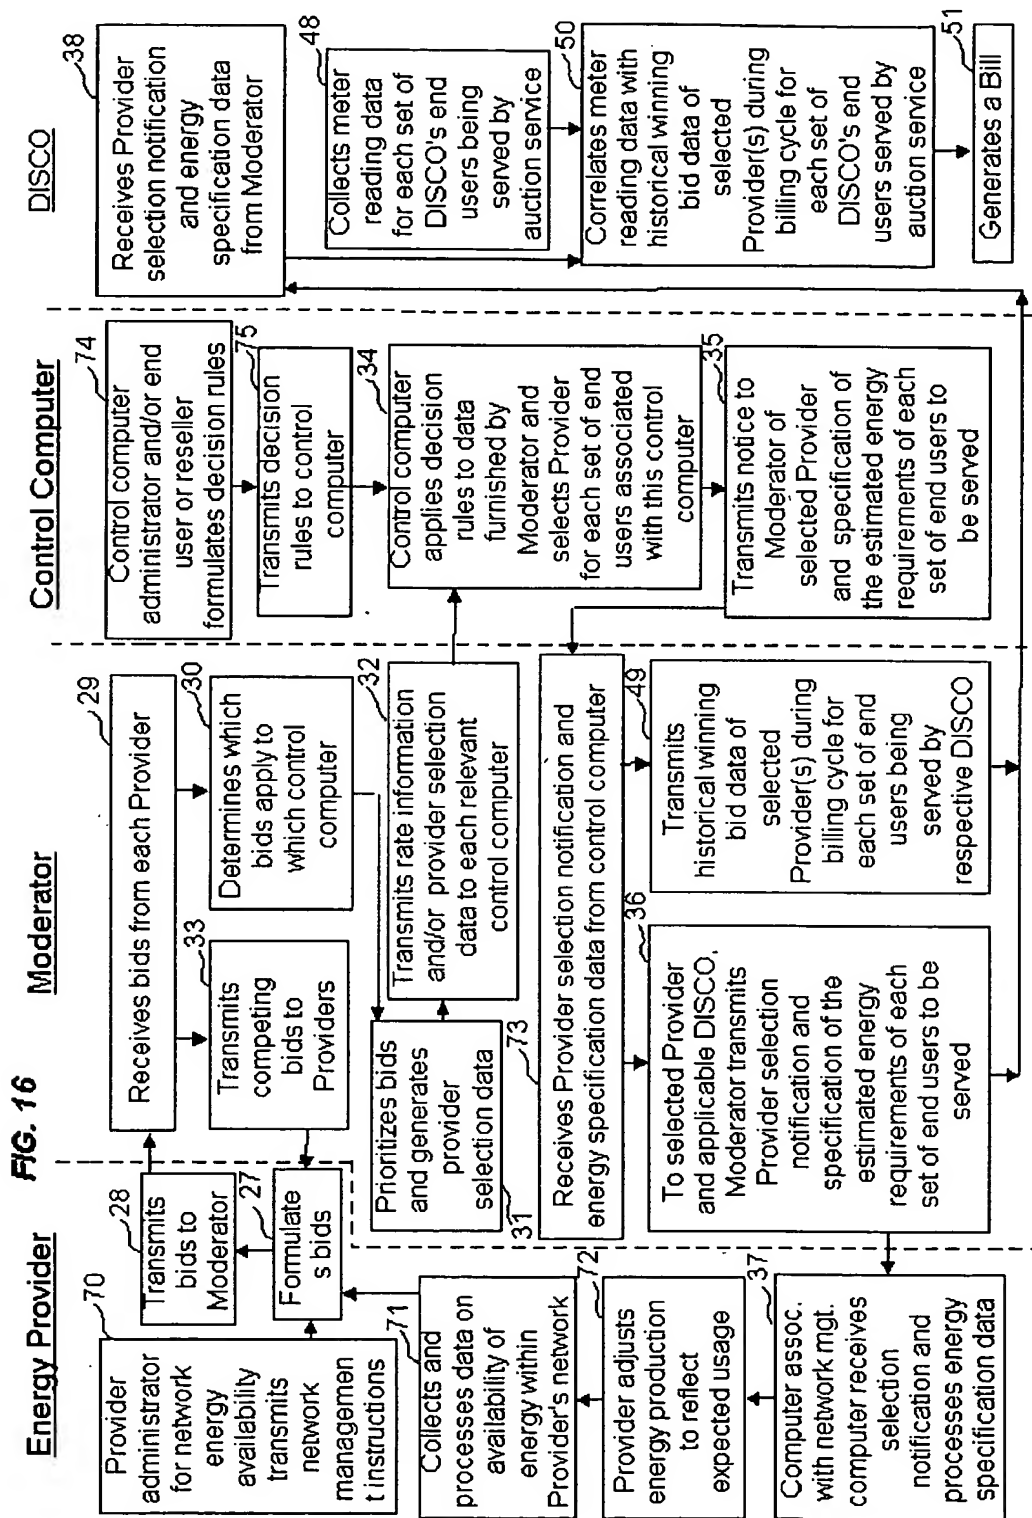 FIG. 16
Energy Provider
Moderator
Control Computer
DISCO
70
Provider
administrator
for network
energy
availability
transmits
network
managemen
t instructions
28
Transmits
bids to
Moderator
27
Formulate
s bids
71
Collects and
processes data on
availability of
energy within
Provider's network
72
Provider adjusts
energy production
to reflect
expected usage
37
Computer assoc.
with network mgt.
computer receives
selection
notification and
processes energy
specification data
29
Receives bids from each Provider
33
Transmits
competing
bids to
Providers
30
Determines which
bids apply to
which control
computer
31
Prioritizes bids
and generates
provider
selection data
32
Transmits rate information
and/or provider selection
data to each relevant
control computer
73
Receives Provider selection notification and
energy specification data from control computer
36
To selected Provider
and applicable DISCO,
Moderator transmits
Provider selection
notification and
specification of the
estimated energy
requirements of each
set of end users to be
served
49
Transmits
historical winning
bid data of
selected
Provider(s) during
billing cycle for
each set of end
users being
served by
respective DISCO
74
Control computer
administrator and/or end
user or reseller
formulates decision rules
75
Transmits decision
rules to control
computer
34
Control computer
applies decision
rules to data
furnished by
Moderator and
selects Provider
for each set of end
users associated
with this control
computer
35
Transmits notice to
Moderator of
selected Provider
and specification of
the estimated energy
requirements of each
set of end users to
be served
38
Receives Provider
selection notification
and energy
specification data
from Moderator
48
Collects meter
reading data
for each set of
DISCO's end
users being
served by
auction service
50
Correlates meter
reading data with
historical winning
bid data of
selected
Provider(s) during
billing cycle for
each set of
DISCO's end
users served by
auction service
51
Generates a Bill